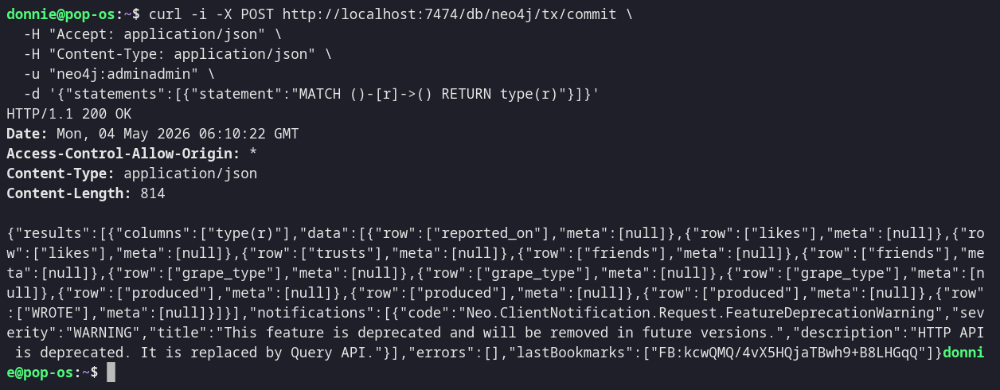 donnie@pop-os:~$ curl -i -X POST http://localhost:7474/db/neo4j/tx/commit \
  -H "Accept: application/json" \
  -H "Content-Type: application/json" \
  -u "neo4j:adminadmin" \
  -d '{"statements":[{"statement":"MATCH ()-[r]->() RETURN type(r)"}]}'
HTTP/1.1 200 OK
Date: Mon, 04 May 2026 06:10:22 GMT
Access-Control-Allow-Origin: *
Content-Type: application/json
Content-Length: 814

{"results":[{"columns":["type(r)"],"data":[{"row":["reported_on"],"meta":[null]},{"row":["likes"],"meta":[null]},{"ro
w":["likes"],"meta":[null]},{"row":["trusts"],"meta":[null]},{"row":["friends"],"meta":[null]},{"row":["friends"],"me
ta":[null]},{"row":["grape_type"],"meta":[null]},{"row":["grape_type"],"meta":[null]},{"row":["grape_type"],"meta":[n
ull]},{"row":["produced"],"meta":[null]},{"row":["produced"],"meta":[null]},{"row":["produced"],"meta":[null]},{"row"
:["WROTE"],"meta":[null]}]}],"notifications":[{"code":"Neo.ClientNotification.Request.FeatureDeprecationWarning","sev
erity":"WARNING","title":"This feature is deprecated and will be removed in future versions.","description":"HTTP API
 is deprecated. It is replaced by Query API."}],"errors":[],"lastBookmarks":["FB:kcwQMQ/4vX5HQjaTBwh9+B8LHGqQ"]}donni
e@pop-os:~$